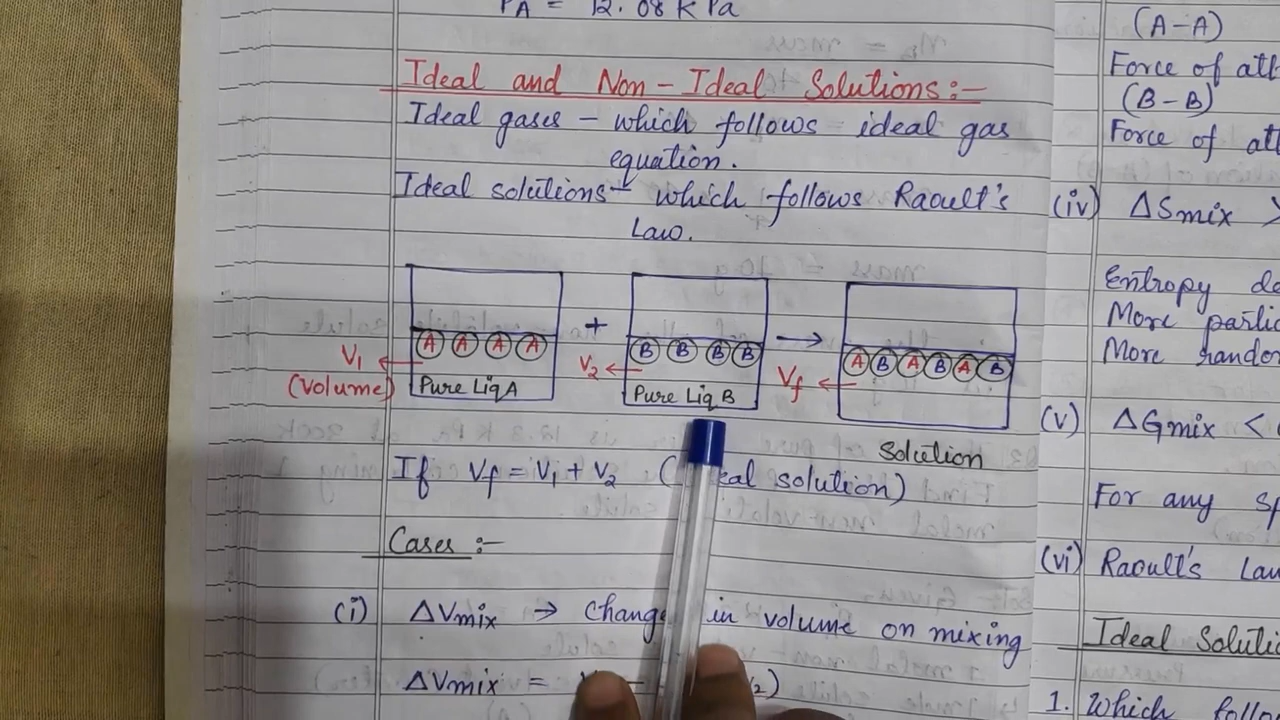 PA = 12.08 kPa
Ideal and Non-Ideal Solutions:-
Ideal gases - which follows ideal gas
equation.
Ideal solutions - which follows Raoult's
Law.
A A A A + B B B B → A B A B A B
V₁ (Volume) ← Pure Liq A
V₂ ← Pure Liq B
Vf ←
Solution
If Vf = V₁ + V₂ ( solution)
Cases :-
(i) ΔVmix → Change in volume on mixing
ΔVmix =
(A-A)
Force of
(B-B)
Force of
(iv) ΔSmix >
Entropy
More
More
(v) ΔGmix <
For any
(vi) Raoult's Law
Ideal
1. Which